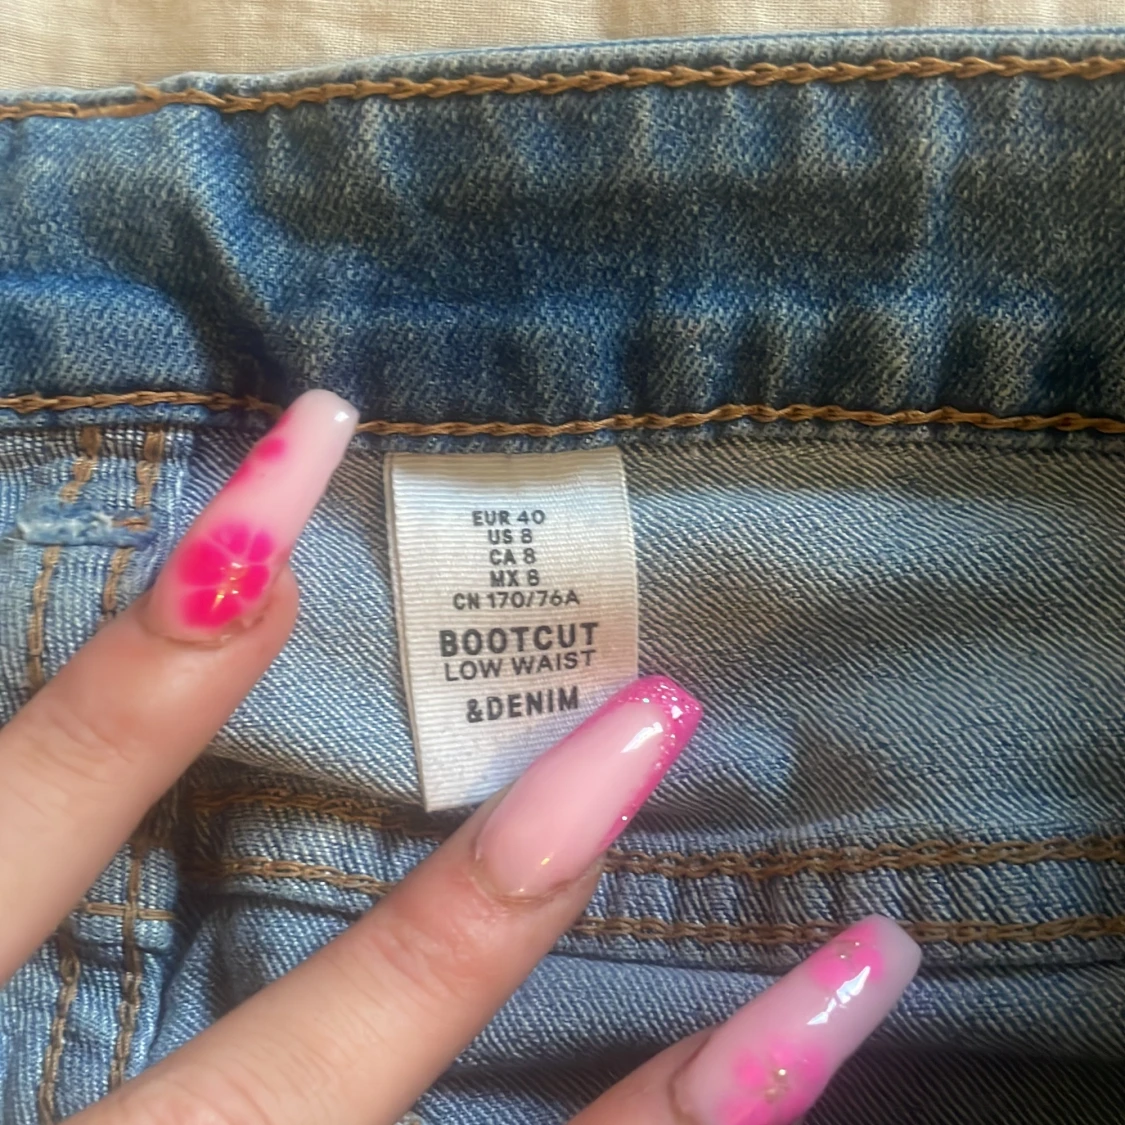 EUR 40
US 8
CA 8
MX 8
CN 170/76A
BOOTCUT
LOW WAIST
&DENIM